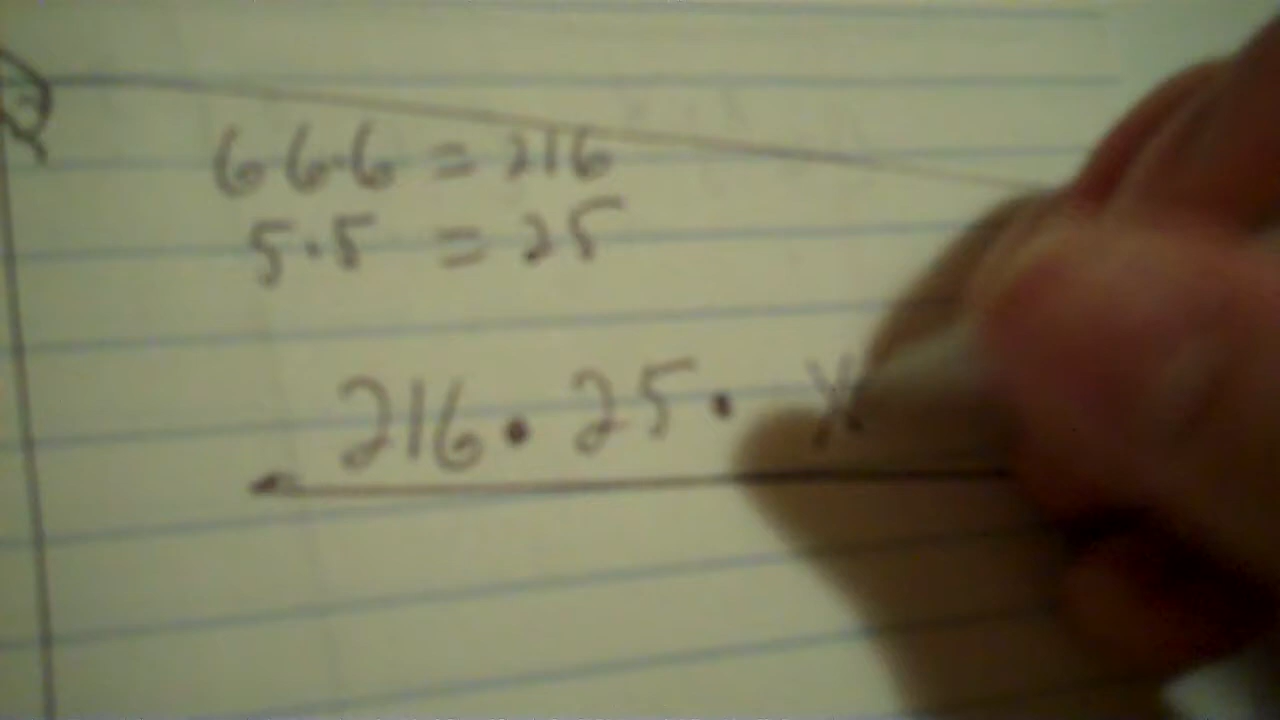 6 6·6 = 216
5·5 = 25
216 • 25 • x